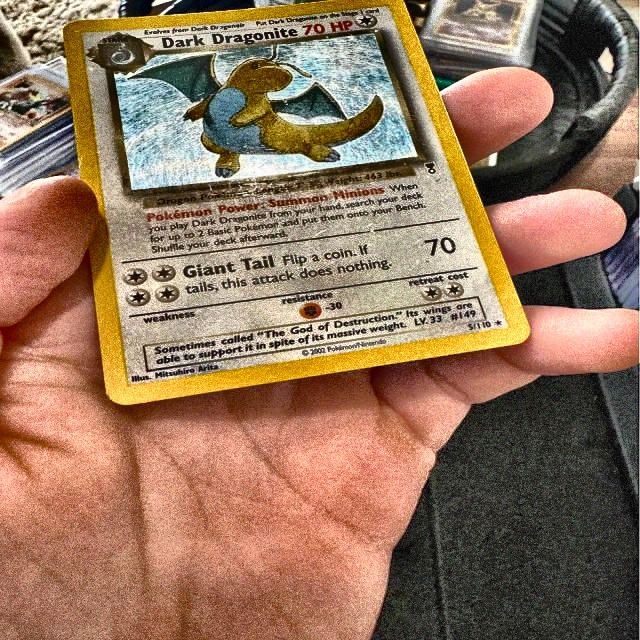 Evolves from Dark Dragonair Put Dark Dragonite on the Stage 1 card
Dark Dragonite 70 HP
463 lbs.
Pokémon Power: Summon Minions When
you play Dark Dragonite from your hand, search your deck
for up to 2 Basic Pokémon and put them onto your Bench.
Shuffle your deck afterward.
Giant Tail Flip a coin. If 70
tails, this attack does nothing.
weakness resistance retreat cost
-30
Sometimes called "The God of Destruction." Its wings are
able to support it in spite of its massive weight. LV. 33 #149
Illus. Mitsuhiro Arita © 2002 Pokémon/Nintendo 5/110 ★